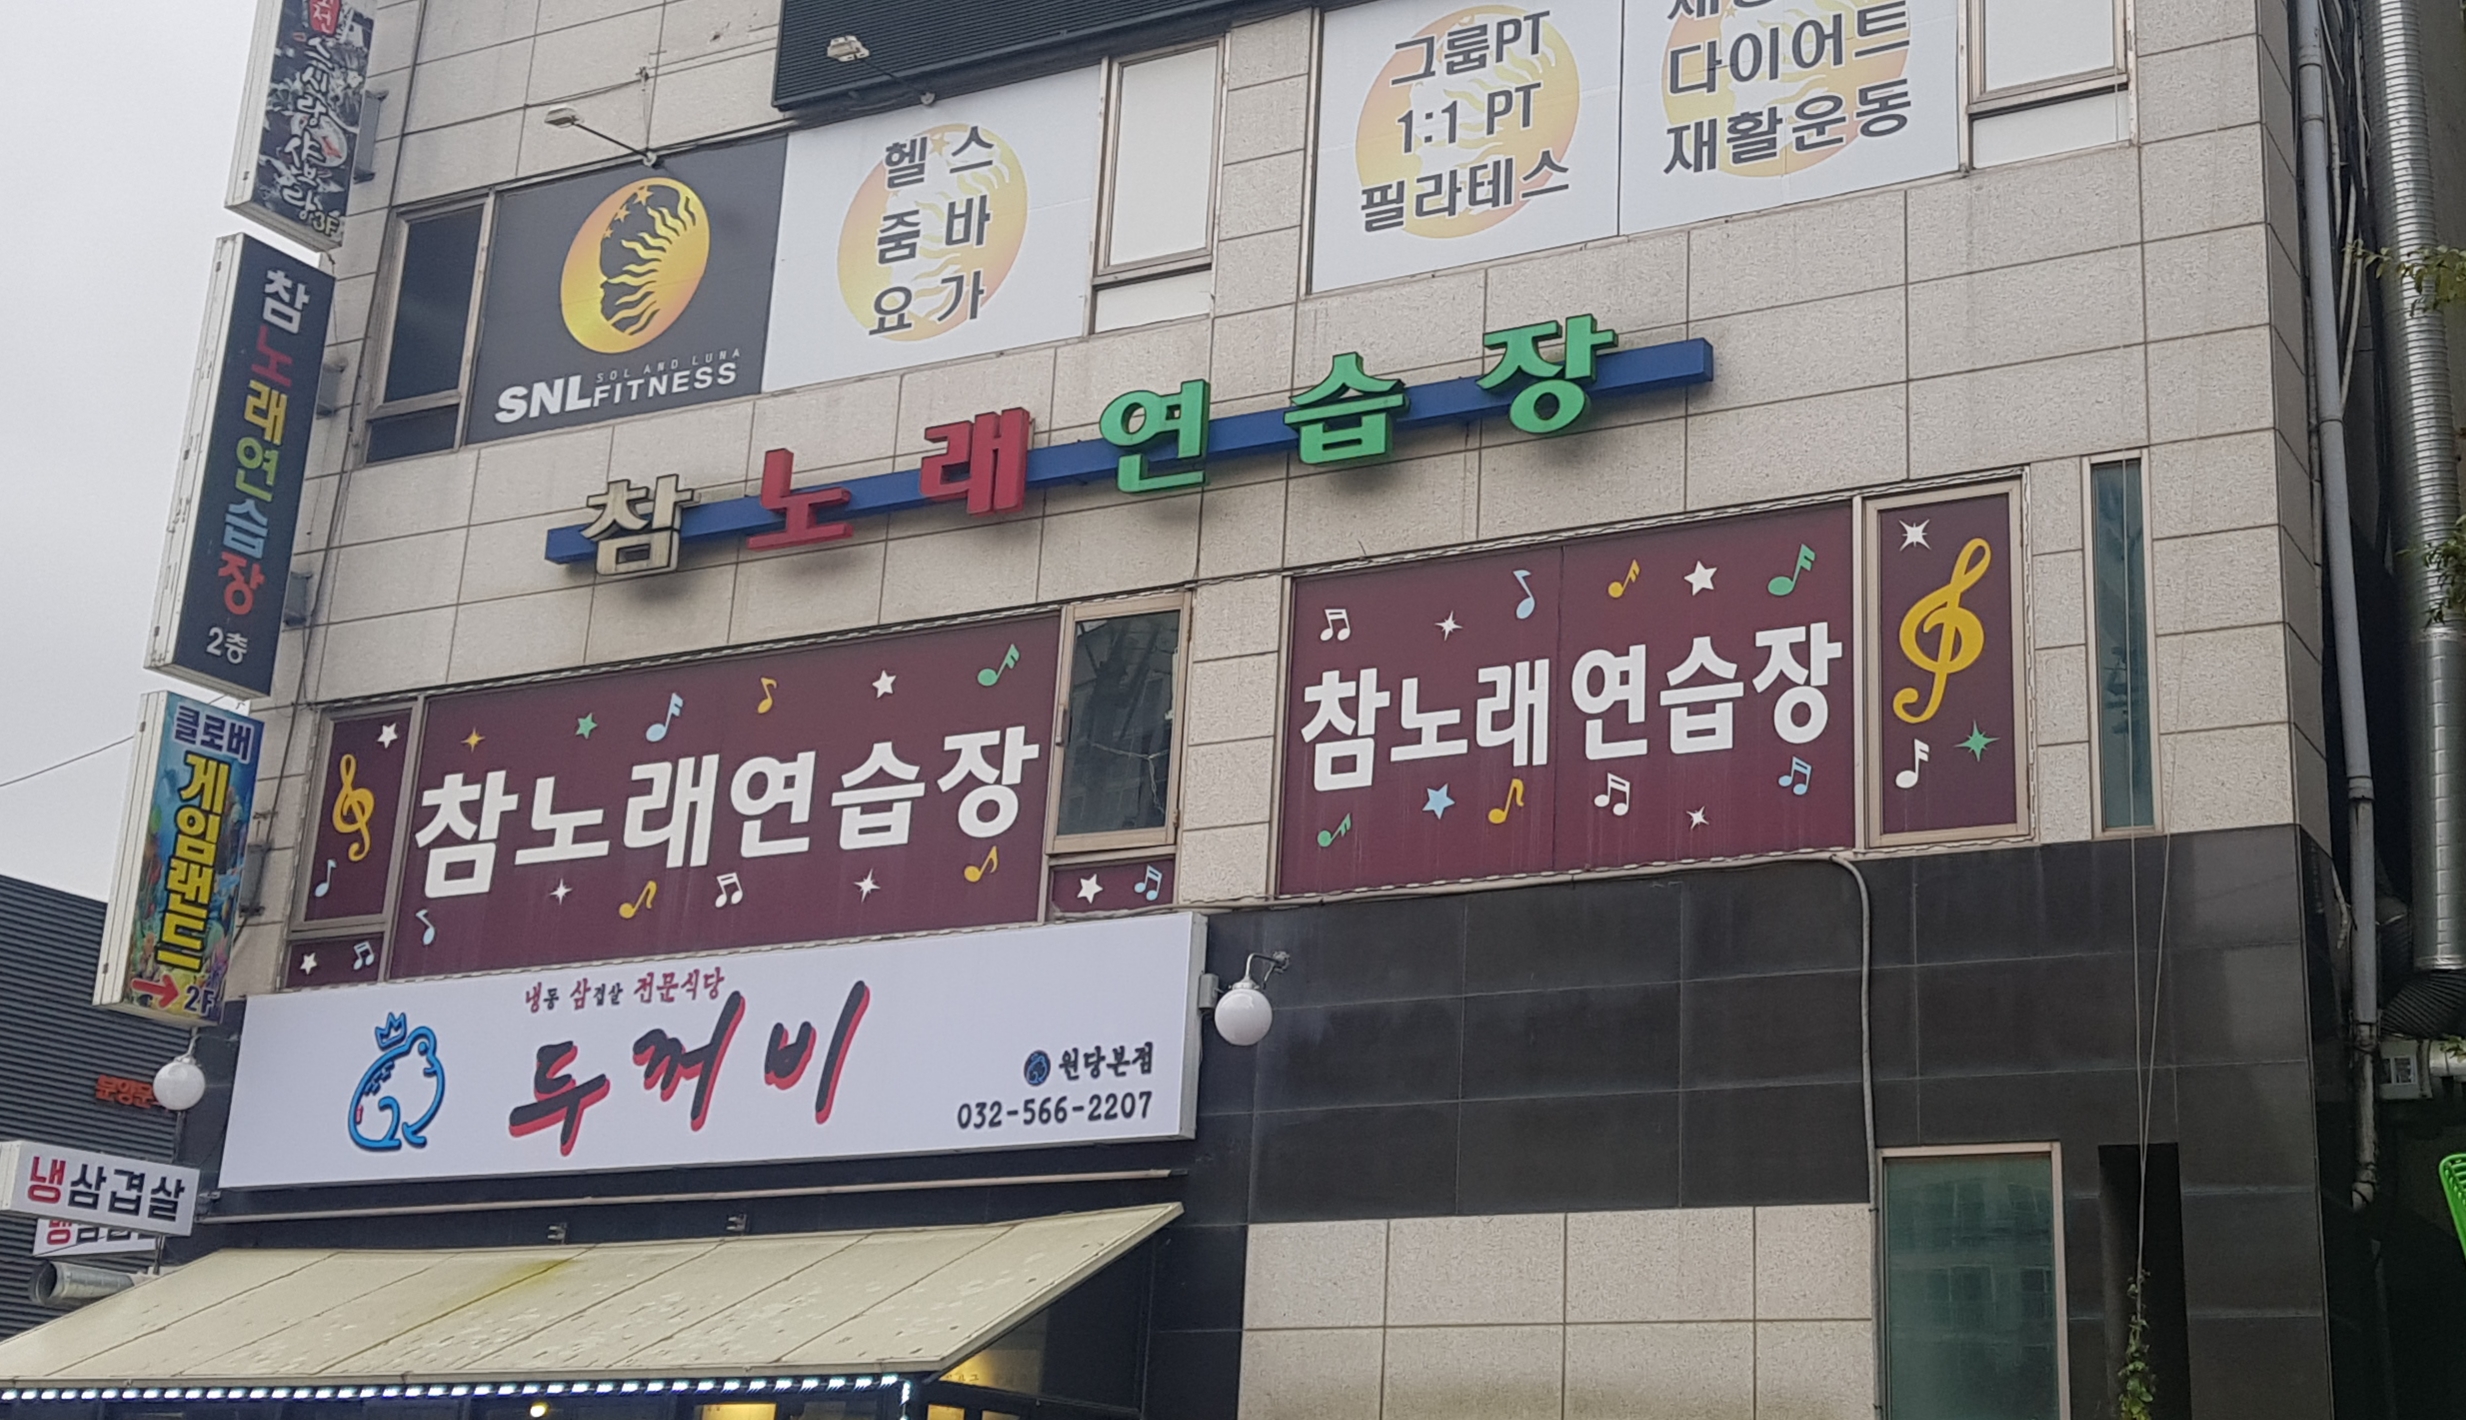 샤브랑
3F
참노래연습장
2층
클로버
게임랜드
2F
SNL SOL AND LUNA FITNESS
헬스
줌바
요가
그룹PT
1:1 PT
필라테스
다이어트
재활운동
참노래연습장
참노래연습장
참노래연습장
냉동 삼겹살 전문식당
두꺼비
원당본점
032-566-2207
냉삼겹살